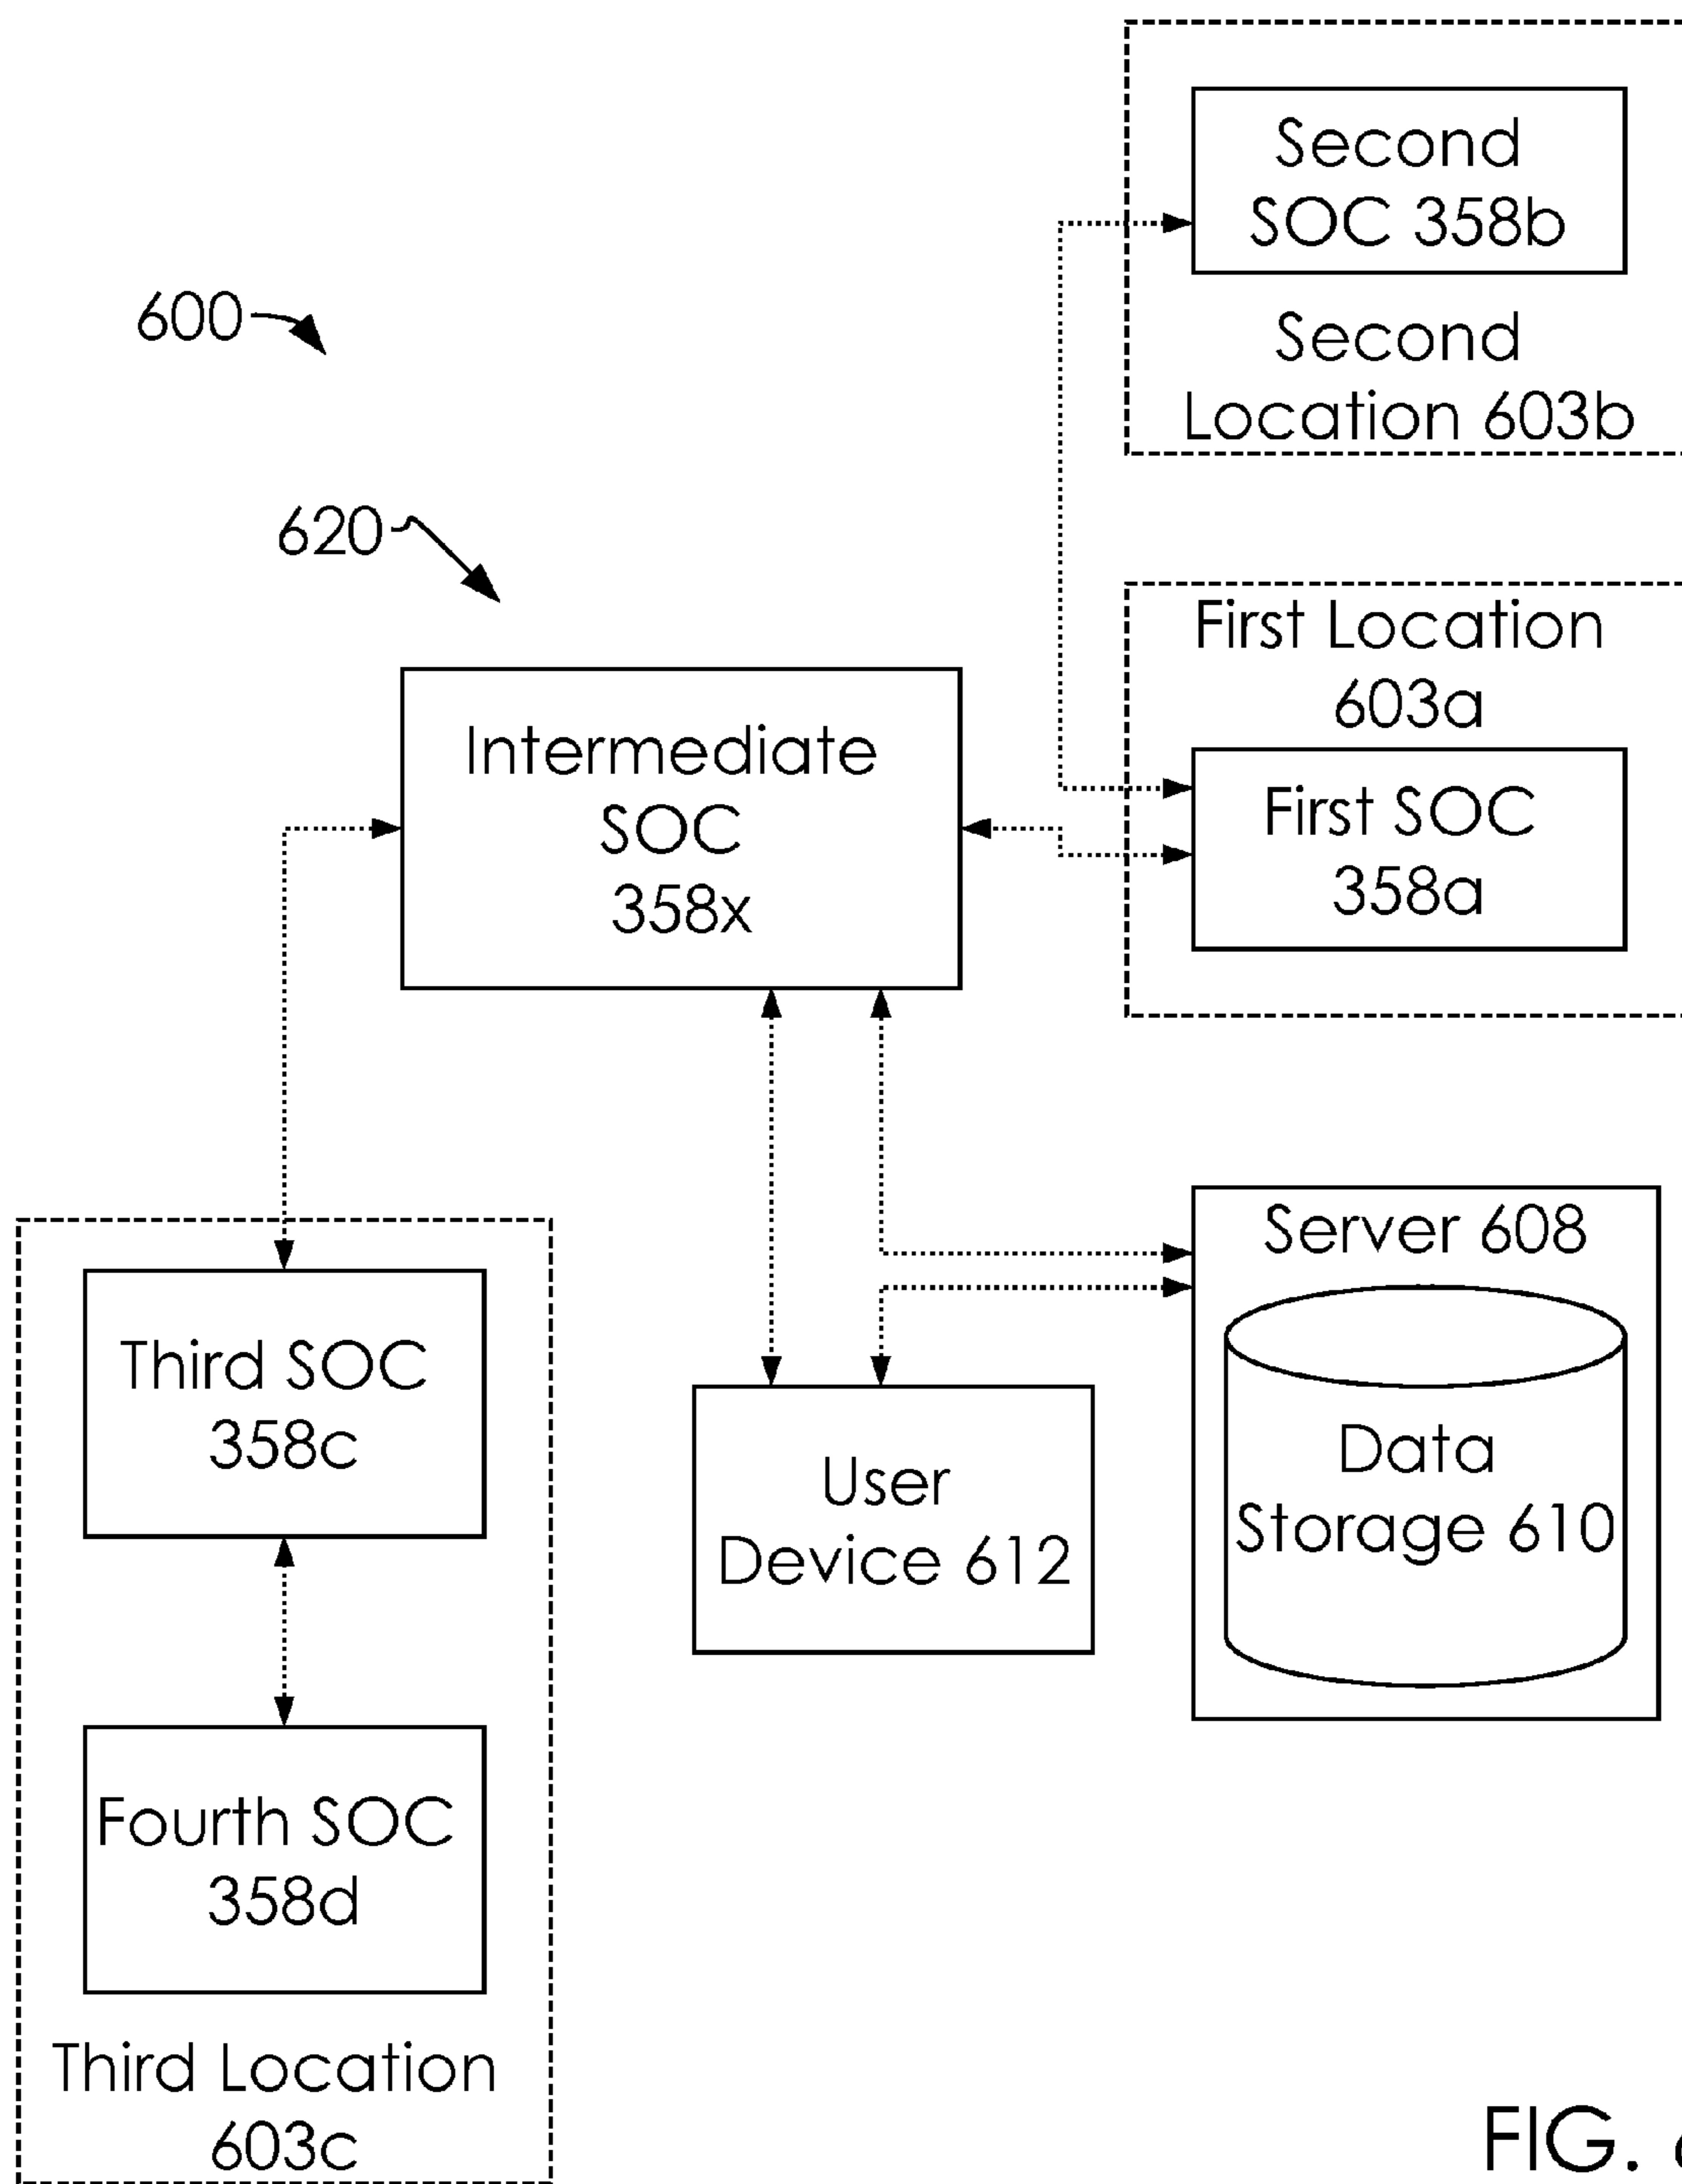 Second
SOC 358b
Second
Location 603b
600
620
First Location
603a
First SOC
358a
Intermediate
SOC
358x
Server 608
Data
Storage 610
User
Device 612
Third SOC
358c
Fourth SOC
358d
Third Location
603c
FIG.